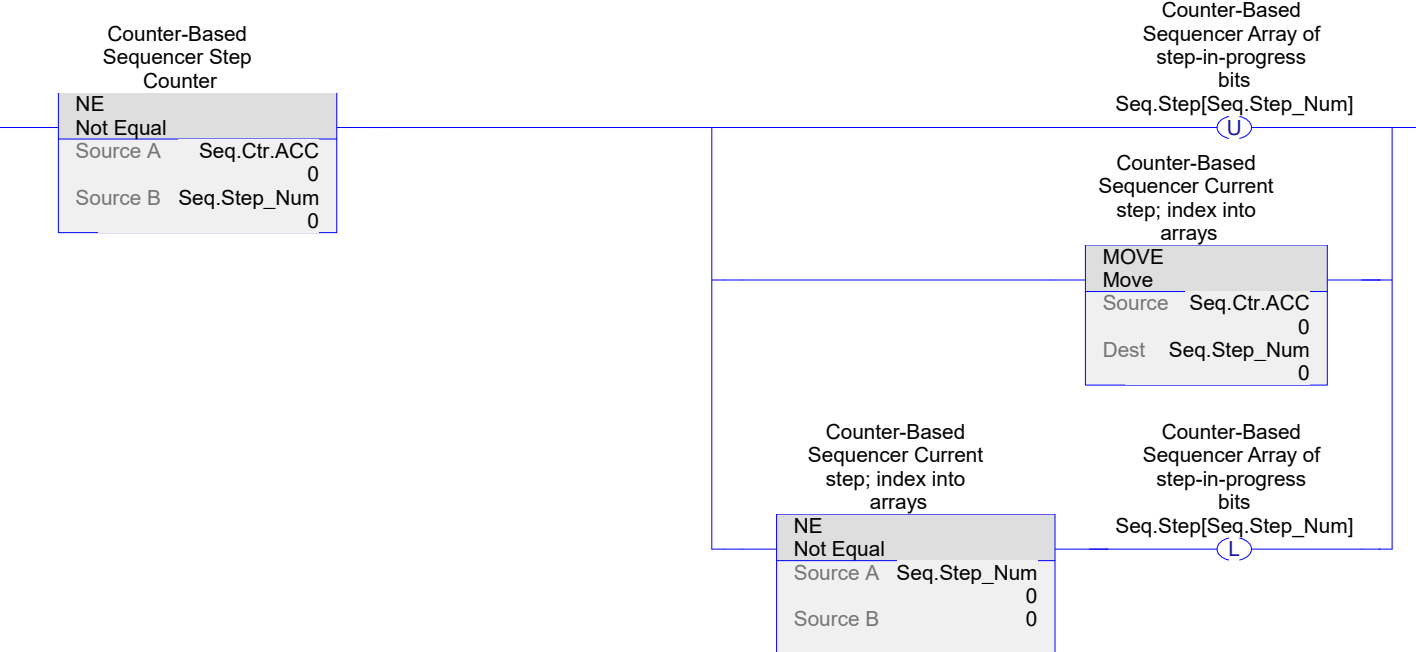 Counter-Based
Sequencer Step
Counter
NE
Not Equal
Source A Seq.Ctr.ACC
0
Source B Seq.Step_Num
0
Counter-Based
Sequencer Array of
step-in-progress
bits
Seq.Step[Seq.Step_Num]
U
Counter-Based
Sequencer Current
step; index into
arrays
MOVE
Move
Source Seq.Ctr.ACC
0
Dest Seq.Step_Num
0
Counter-Based
Sequencer Current
step; index into
arrays
NE
Not Equal
Source A Seq.Step_Num
0
Source B 0
Counter-Based
Sequencer Array of
step-in-progress
bits
Seq.Step[Seq.Step_Num]
L